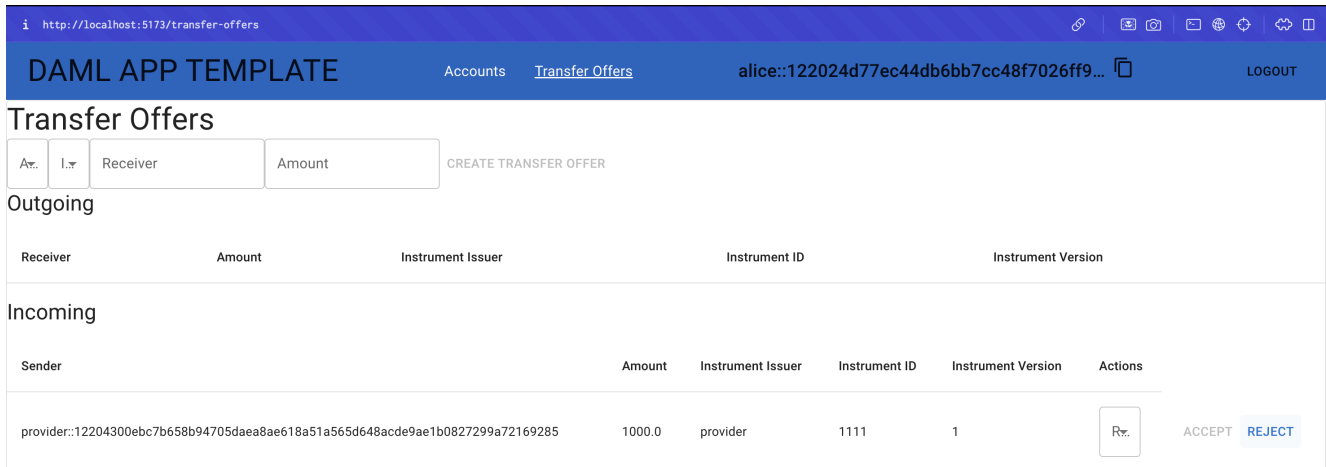 http://localhost:5173/transfer-offers
DAML APP TEMPLATE Accounts Transfer Offers alice::122024d77ec44db6bb7cc48f7026ff9... LOGOUT
Transfer Offers
A... I... Receiver Amount CREATE TRANSFER OFFER
Outgoing
Receiver Amount Instrument Issuer Instrument ID Instrument Version
Incoming
Sender Amount Instrument Issuer Instrument ID Instrument Version Actions
provider::12204300ebc7b658b94705daea8ae618a51a565d648acde9ae1b0827299a72169285 1000.0 provider 1111 1 R... ACCEPT REJECT